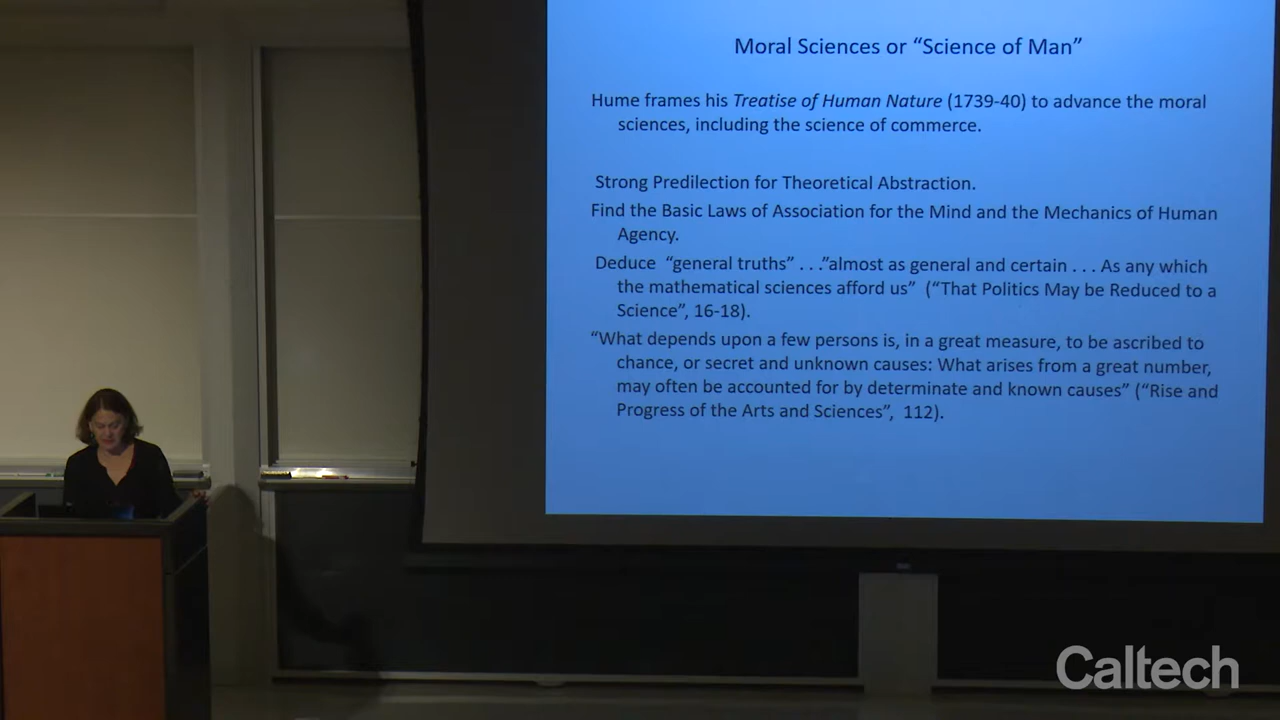 Moral Sciences or “Science of Man”
Hume frames his Treatise of Human Nature (1739-40) to advance the moral
sciences, including the science of commerce.
Strong Predilection for Theoretical Abstraction.
Find the Basic Laws of Association for the Mind and the Mechanics of Human
Agency.
Deduce “general truths” . . .”almost as general and certain . . . As any which
the mathematical sciences afford us” (“That Politics May be Reduced to a
Science”, 16-18).
“What depends upon a few persons is, in a great measure, to be ascribed to
chance, or secret and unknown causes: What arises from a great number,
may often be accounted for by determinate and known causes” (“Rise and
Progress of the Arts and Sciences”, 112).
Caltech